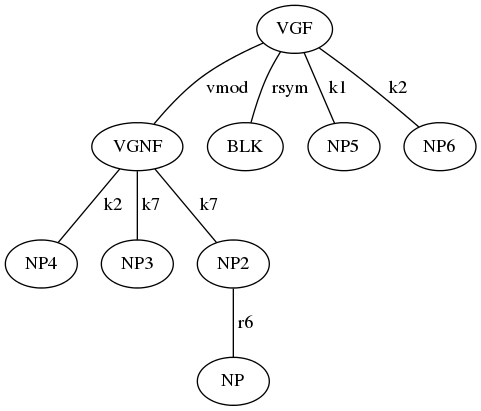 VGF
vmod rsym k1 k2
VGNF BLK NP5 NP6
k2 k7 k7
NP4 NP3 NP2
r6
NP